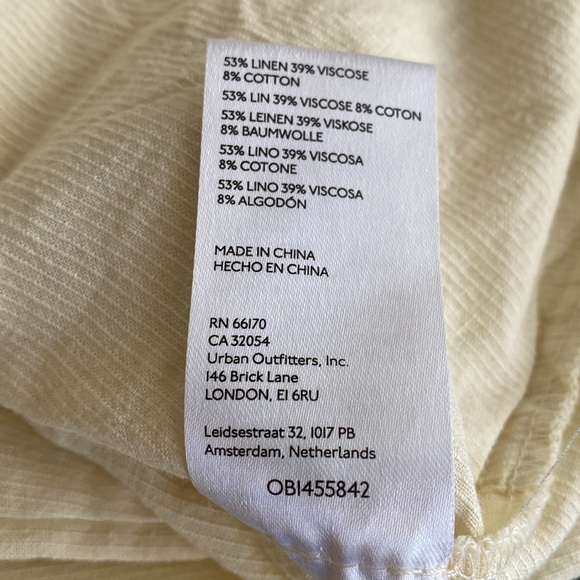 53% LINEN 39% VISCOSE
8% COTTON
53% LIN 39% VISCOSE 8% COTON
53% LEINEN 39% VISKOSE
8% BAUMWOLLE
53% LINO 39% VISCOSA
8% COTONE
53% LINO 39% VISCOSA
8% ALGODÓN
MADE IN CHINA
HECHO EN CHINA
RN 66170
CA 32054
Urban Outfitters, Inc.
146 Brick Lane
LONDON, E1 6RU
Leidsestraat 32, 1017 PB
Amsterdam, Netherlands
OB1455842